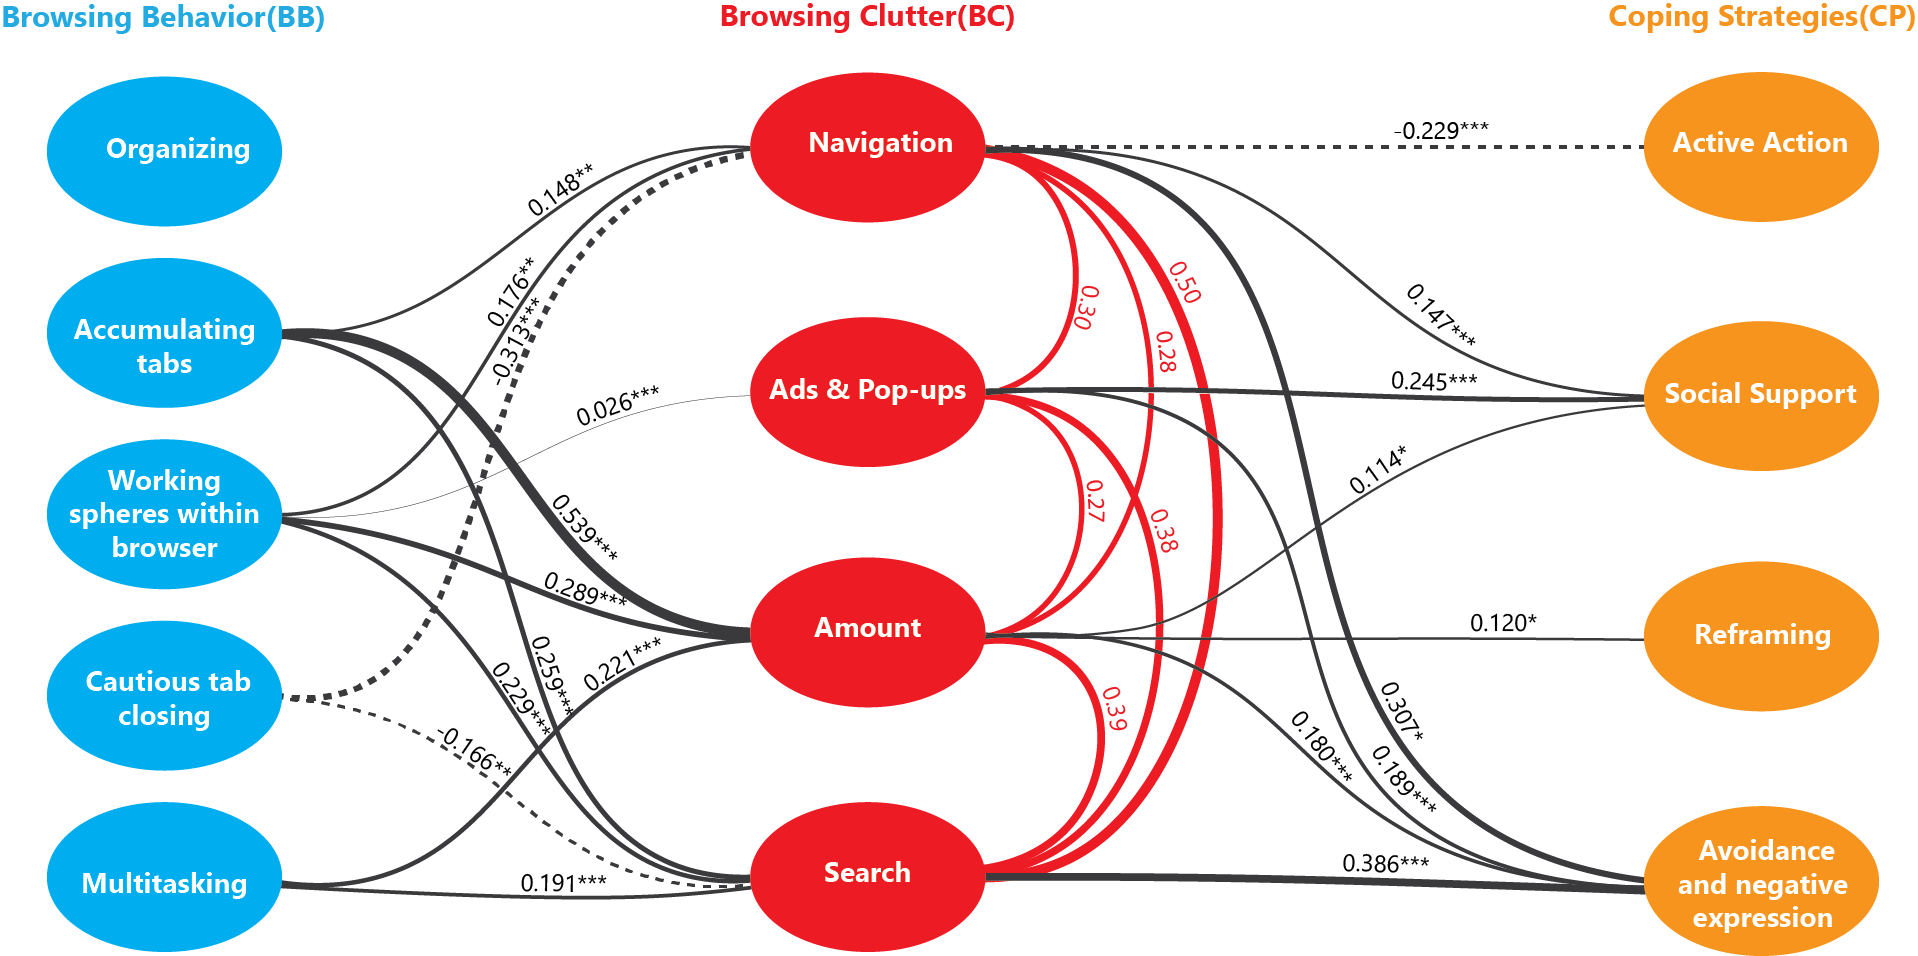 Browsing Behavior(BB)
Browsing Clutter(BC)
Coping Strategies(CP)
Organizing
Accumulating
tabs
Working
spheres within
browser
Cautious tab
closing
Multitasking
0.148**
0.176**
-0.313***
0.026***
0.539***
0.289***
0.259***
0.229***
0.221***
-0.166**
0.191***
Navigation
Ads & Pop-ups
Amount
Search
0.30
0.28
0.50
0.27
0.38
0.39
-0.229***
0.147***
0.245***
0.114*
0.120*
0.307*
0.180***
0.189***
0.386***
Active Action
Social Support
Reframing
Avoidance
and negative
expression